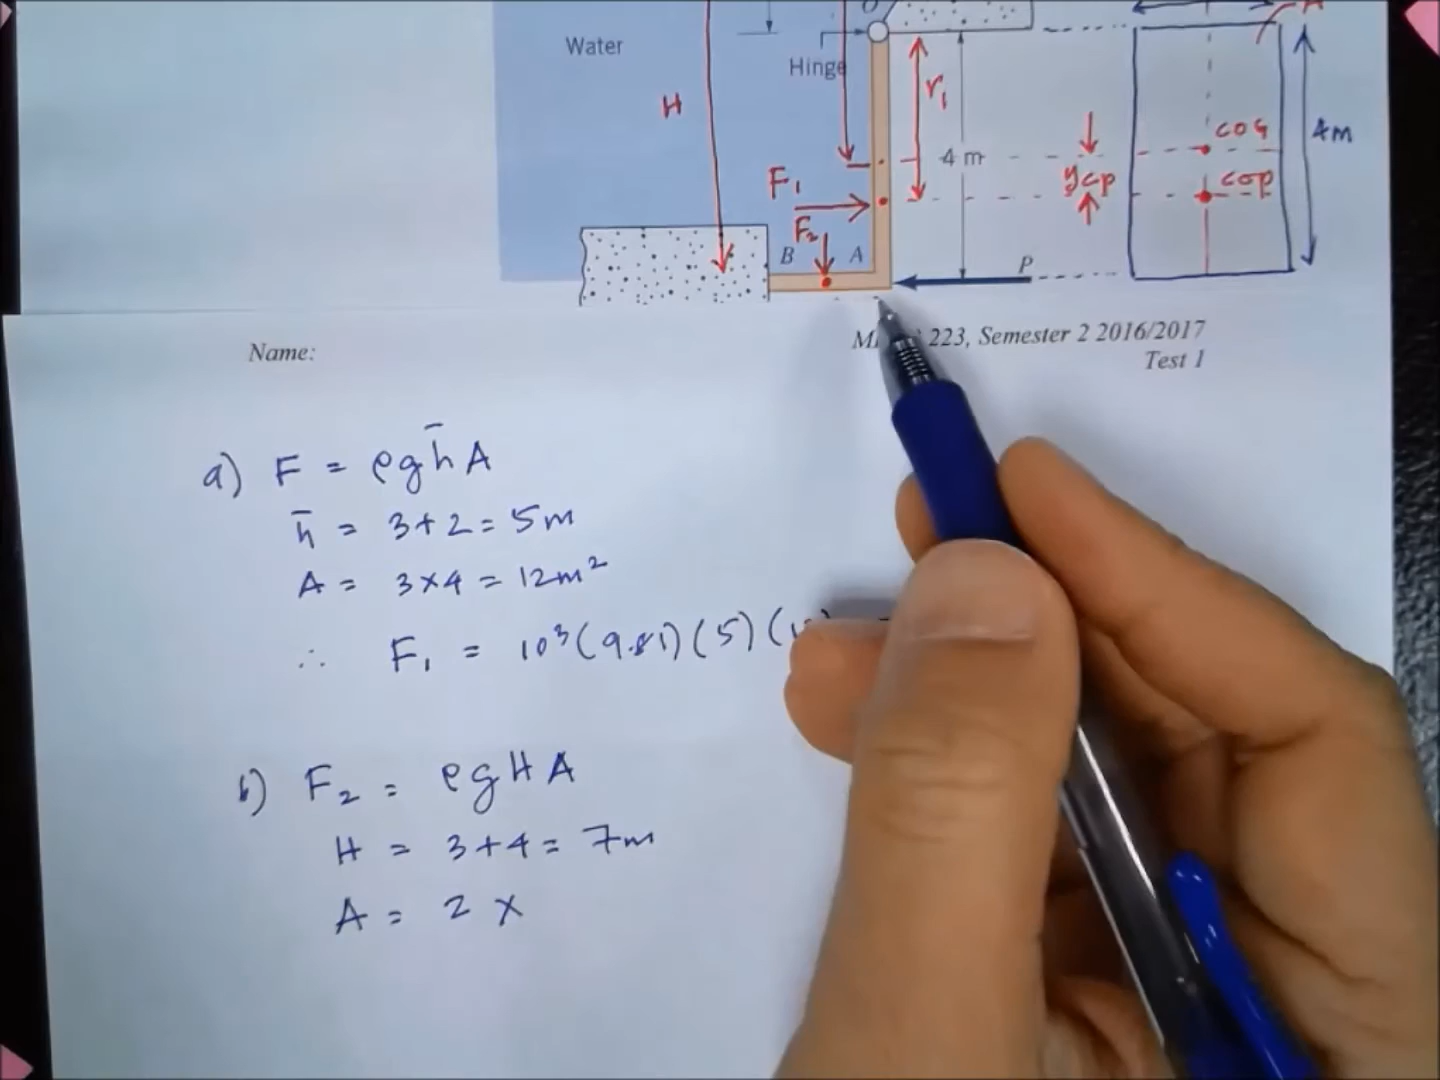 Water
Hinge
H
r1
4 m
COG
4m
F1
ycp
COP
F2
B
A
P
Name:
223, Semester 2 2016/2017
Test 1
a) F = ρgh̄A
h̄ = 3+2 = 5m
A = 3×4 = 12m²
∴ F1 = 10³(9.81)(5)(
b) F2 = ρgHA
H = 3+4 = 7m
A = 2 ×